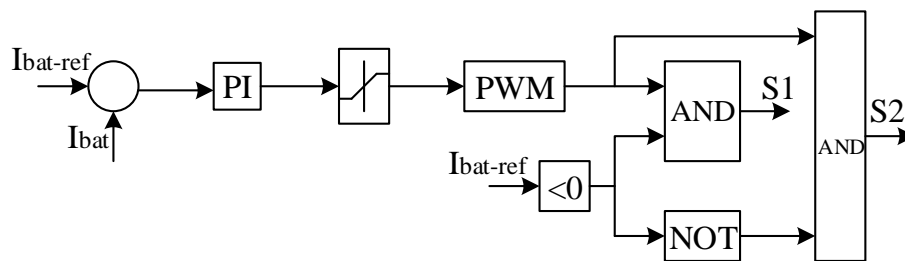 Ibat-ref
Ibat
PI
PWM
AND
S1
AND
S2
Ibat-ref
<0
NOT